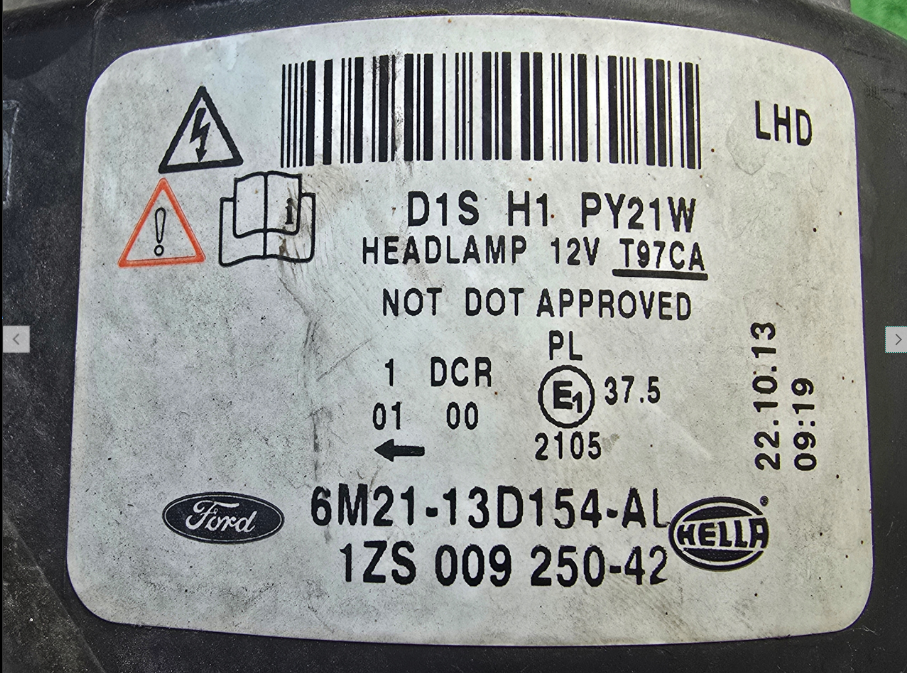 LHD
D1S H1 PY21W
HEADLAMP 12V T97CA
NOT DOT APPROVED
PL
1 DCR
E1 37.5
01 00
2105
22.10.13
09:19
Ford 6M21-13D154-AL HELLA
1ZS 009 250-42